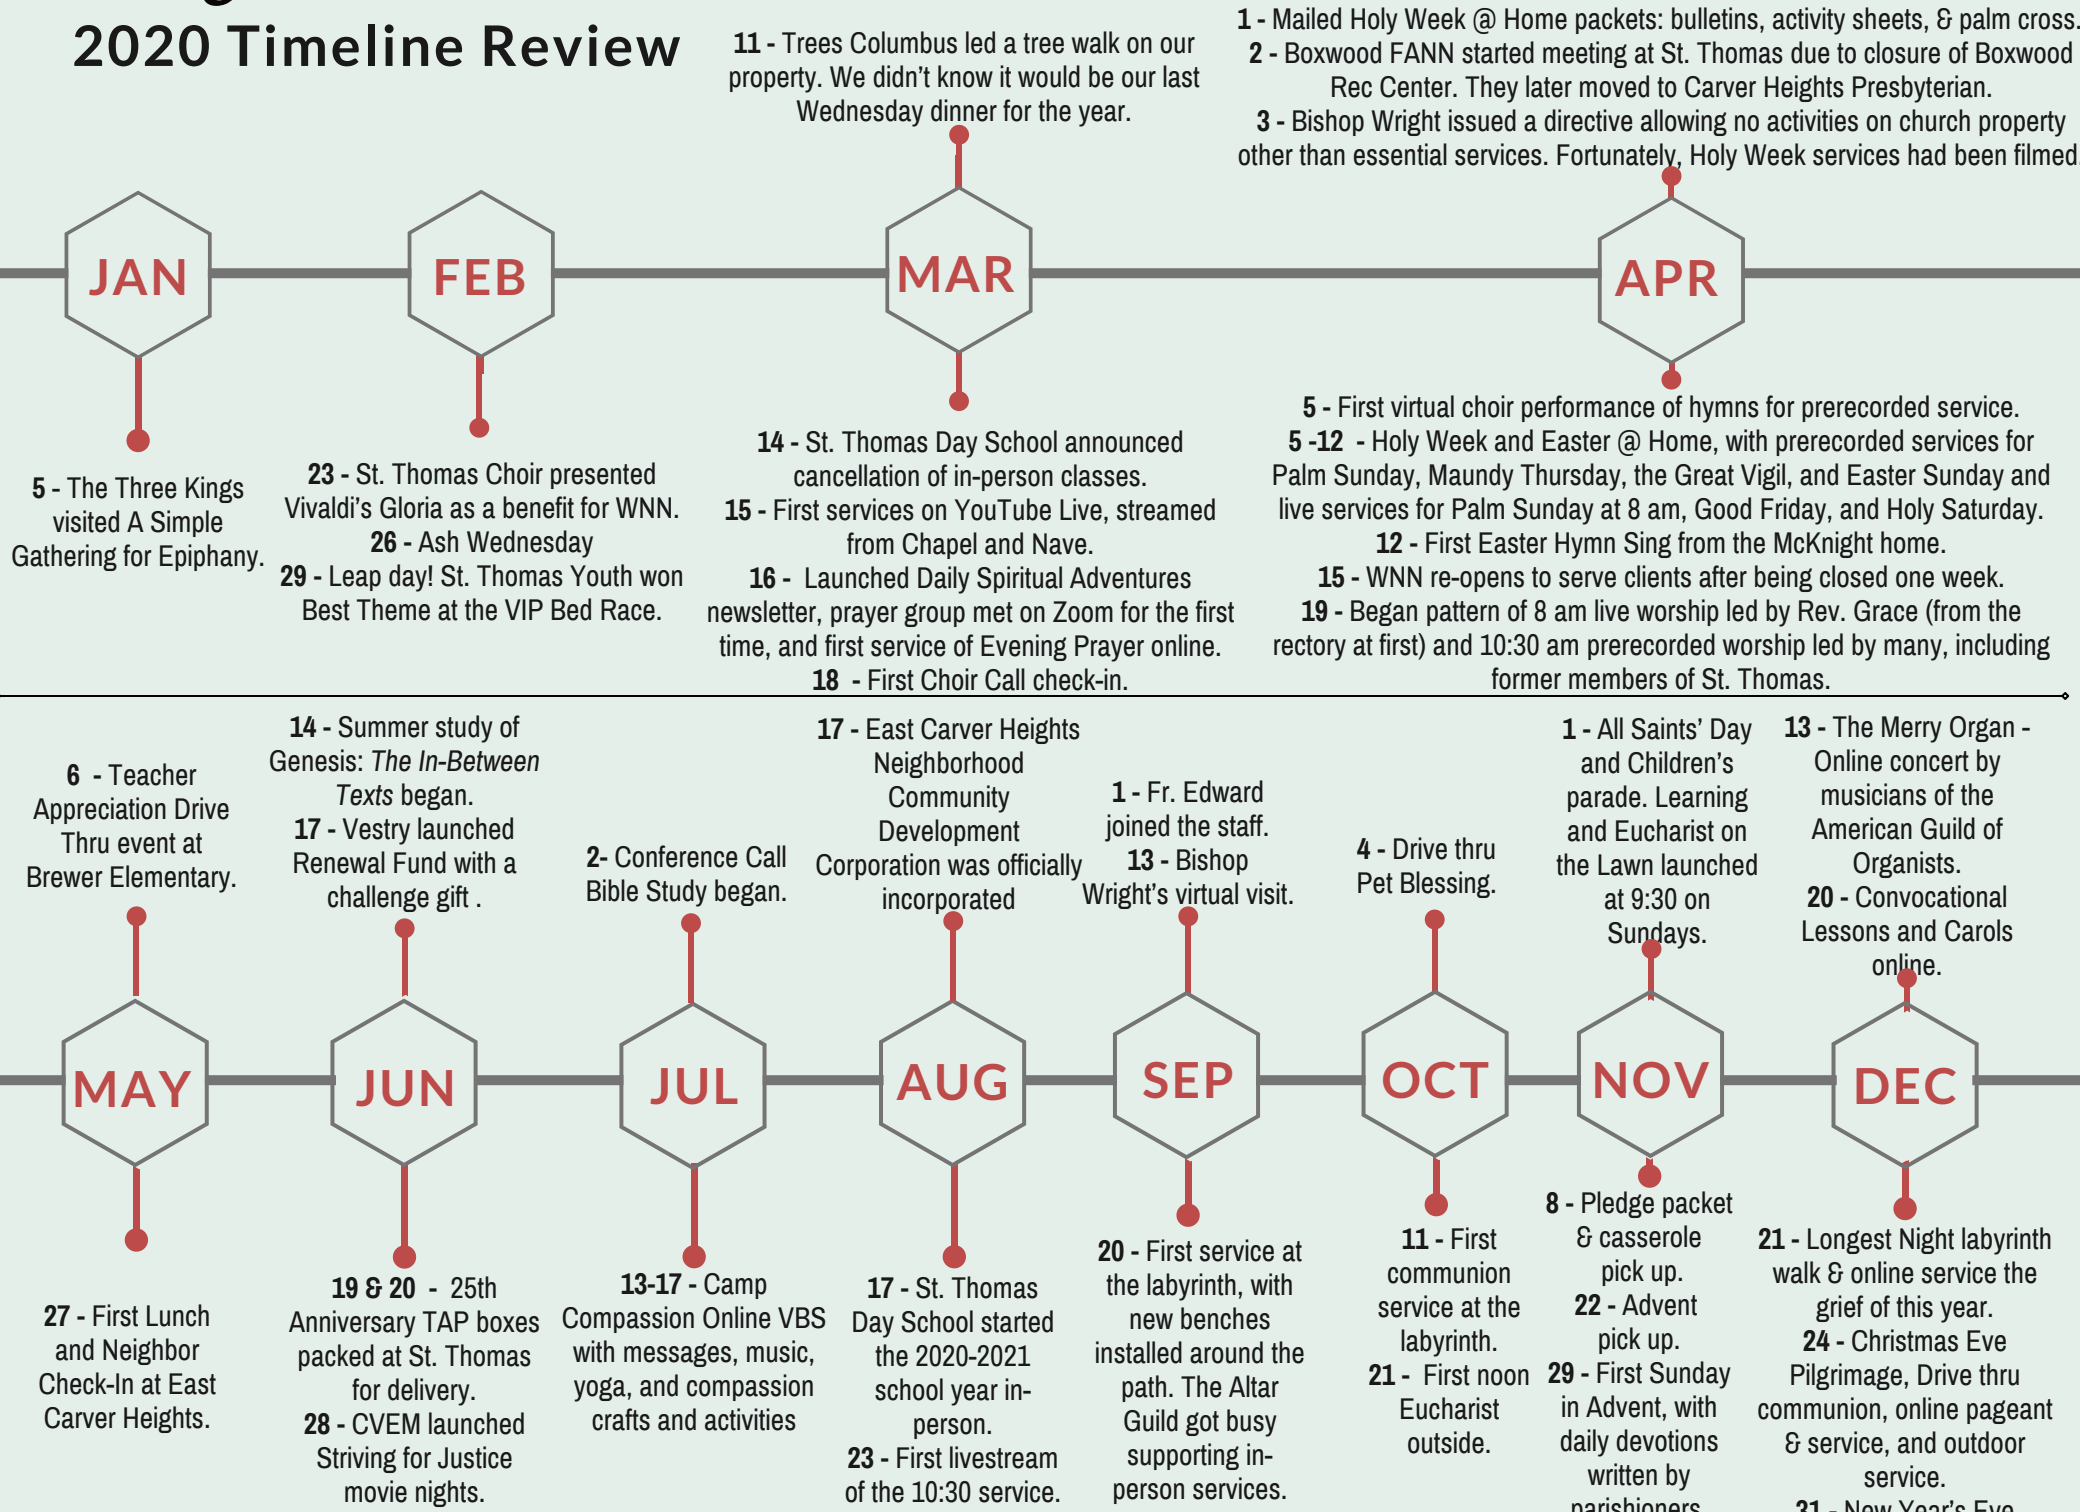 2020 Timeline Review
11 - Trees Columbus led a tree walk on our
property. We didn't know it would be our last
Wednesday dinner for the year.
1 - Mailed Holy Week @ Home packets: bulletins, activity sheets, & palm cross.
2 - Boxwood FANN started meeting at St. Thomas due to closure of Boxwood
Rec Center. They later moved to Carver Heights Presbyterian.
3 - Bishop Wright issued a directive allowing no activities on church property
other than essential services. Fortunately, Holy Week services had been filmed.
JAN
FEB
MAR
APR
5 - The Three Kings
visited A Simple
Gathering for Epiphany.
23 - St. Thomas Choir presented
Vivaldi's Gloria as a benefit for WNN.
26 - Ash Wednesday
29 - Leap day! St. Thomas Youth won
Best Theme at the VIP Bed Race.
14 - St. Thomas Day School announced
cancellation of in-person classes.
15 - First services on YouTube Live, streamed
from Chapel and Nave.
16 - Launched Daily Spiritual Adventures
newsletter, prayer group met on Zoom for the first
time, and first service of Evening Prayer online.
18 - First Choir Call check-in.
5 - First virtual choir performance of hymns for prerecorded service.
5 -12 - Holy Week and Easter @ Home, with prerecorded services for
Palm Sunday, Maundy Thursday, the Great Vigil, and Easter Sunday and
live services for Palm Sunday at 8 am, Good Friday, and Holy Saturday.
12 - First Easter Hymn Sing from the McKnight home.
15 - WNN re-opens to serve clients after being closed one week.
19 - Began pattern of 8 am live worship led by Rev. Grace (from the
rectory at first) and 10:30 am prerecorded worship led by many, including
former members of St. Thomas.
6 - Teacher
Appreciation Drive
Thru event at
Brewer Elementary.
14 - Summer study of
Genesis: The In-Between
Texts began.
17 - Vestry launched
Renewal Fund with a
challenge gift .
2- Conference Call
Bible Study began.
17 - East Carver Heights
Neighborhood
Community
Development
Corporation was officially
incorporated
1 - Fr. Edward
joined the staff.
13 - Bishop
Wright's virtual visit.
4 - Drive thru
Pet Blessing.
1 - All Saints' Day
and Children's
parade. Learning
and Eucharist on
the Lawn launched
at 9:30 on
Sundays.
13 - The Merry Organ -
Online concert by
musicians of the
American Guild of
Organists.
20 - Convocational
Lessons and Carols
online.
MAY
JUN
JUL
AUG
SEP
OCT
NOV
DEC
27 - First Lunch
and Neighbor
Check-In at East
Carver Heights.
19 & 20 - 25th
Anniversary TAP boxes
packed at St. Thomas
for delivery.
28 - CVEM launched
Striving for Justice
movie nights.
13-17 - Camp
Compassion Online VBS
with messages, music,
yoga, and compassion
crafts and activities
17 - St. Thomas
Day School started
the 2020-2021
school year in-
person.
23 - First livestream
of the 10:30 service.
20 - First service at
the labyrinth, with
new benches
installed around the
path. The Altar
Guild got busy
supporting in-
person services.
11 - First
communion
service at the
labyrinth.
21 - First noon
Eucharist
outside.
8 - Pledge packet
& casserole
pick up.
22 - Advent
pick up.
29 - First Sunday
in Advent, with
daily devotions
written by
parishioners
21 - Longest Night labyrinth
walk & online service the
grief of this year.
24 - Christmas Eve
Pilgrimage, Drive thru
communion, online pageant
& service, and outdoor
service.
31 - New Year's Eve